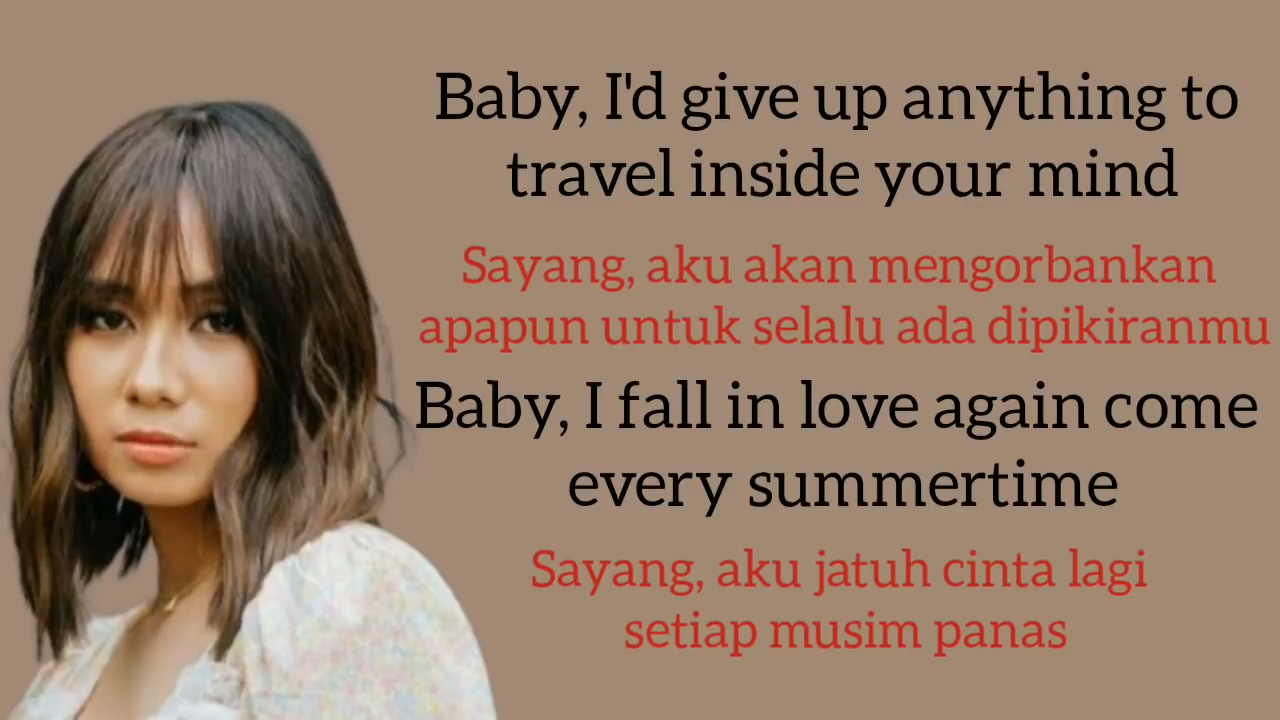 Baby, I'd give up anything to
travel inside your mind
Sayang, aku akan mengorbankan
apapun untuk selalu ada dipikiranmu
Baby, I fall in love again come
every summertime
Sayang, aku jatuh cinta lagi
setiap musim panas